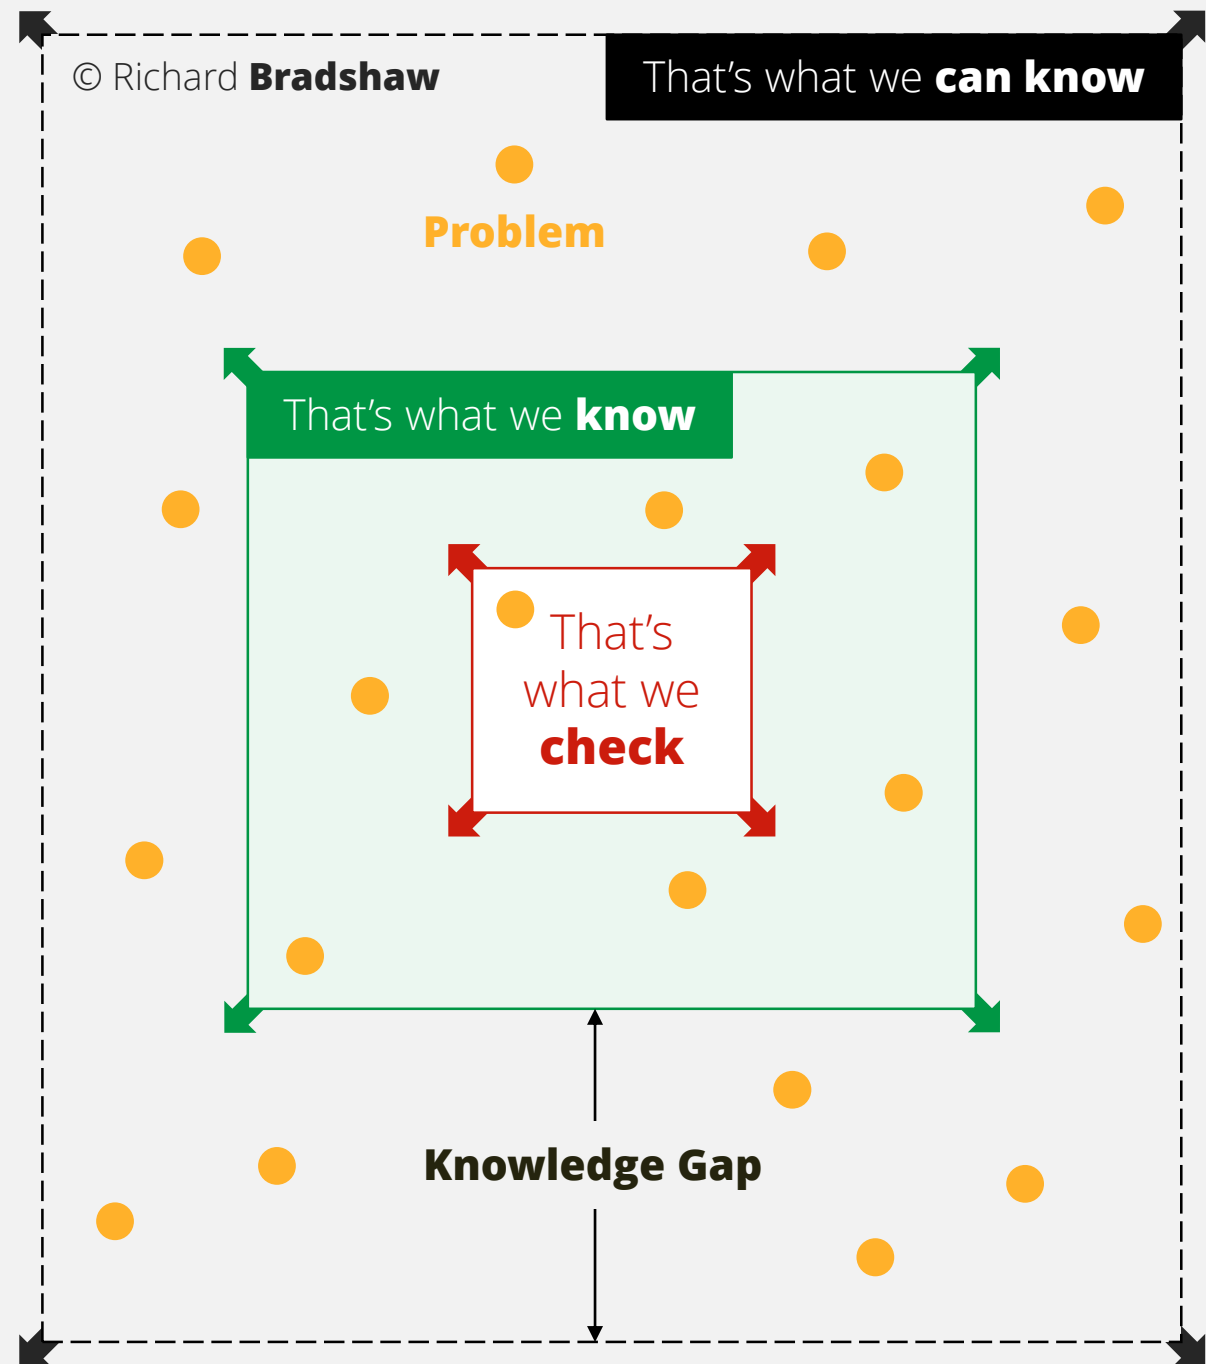 © Richard Bradshaw
That’s what we can know
Problem
That’s what we know
That’s
what we
check
Knowledge Gap